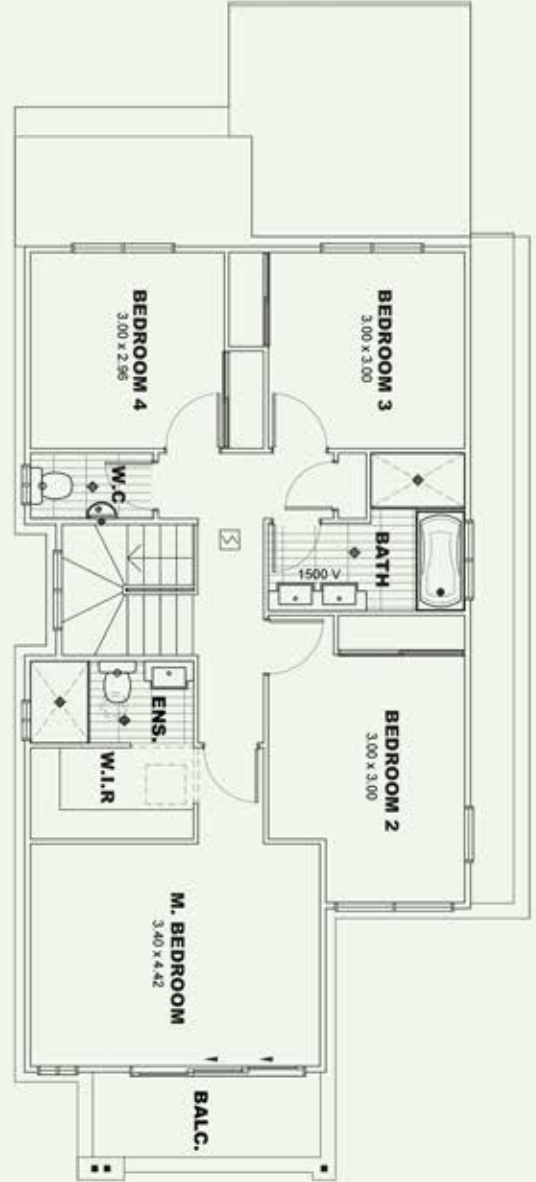 BEDROOM 4
3.00 x 2.96
BEDROOM 3
3.00 x 3.00
W.C
BATH
1500 V
ENS.
W.I.R
BEDROOM 2
3.00 x 3.00
M. BEDROOM
3.40 x 4.42
BALC.